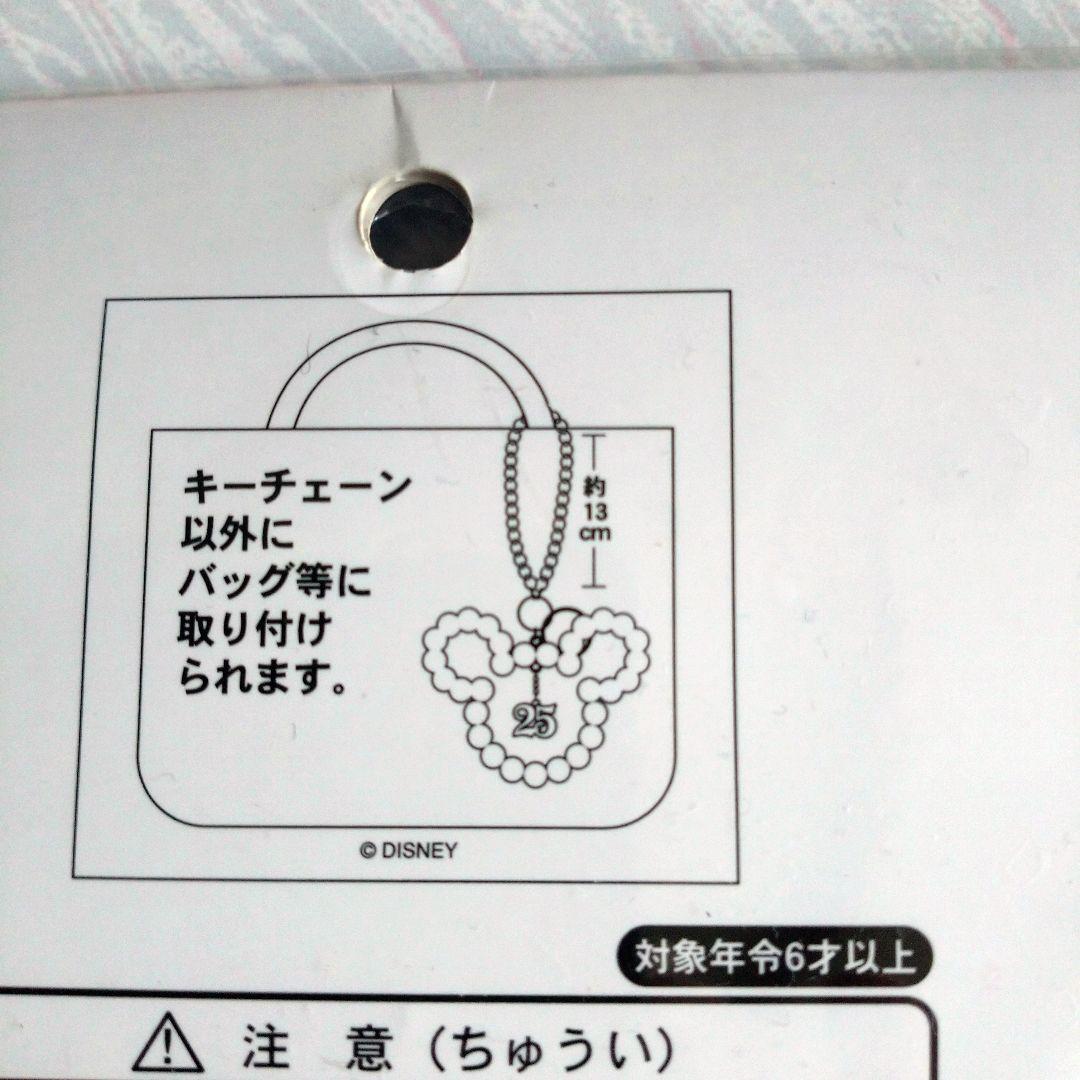 キーチェーン
以外に
バッグ等に
取り付け
られます。
約
13
cm
25
© DISNEY
対象年令6才以上
注 意(ちゅうい)